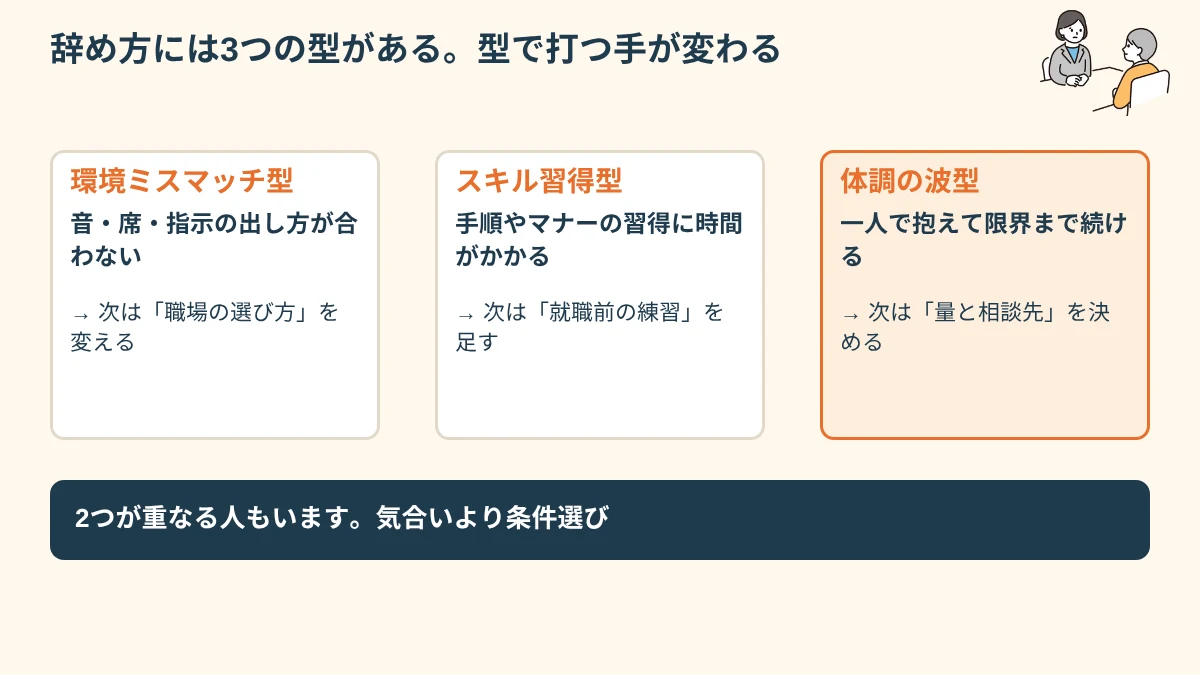 辞め方には3つの型がある。型で打つ手が変わる
環境ミスマッチ型
音・席・指示の出し方が合
わない
→ 次は「職場の選び方」を
変える
スキル習得型
手順やマナーの習得に時間
がかかる
→ 次は「就職前の練習」を
足す
体調の波型
一人で抱えて限界まで続け
る
→ 次は「量と相談先」を決
める
2つが重なる人もいます。気合いより条件選び